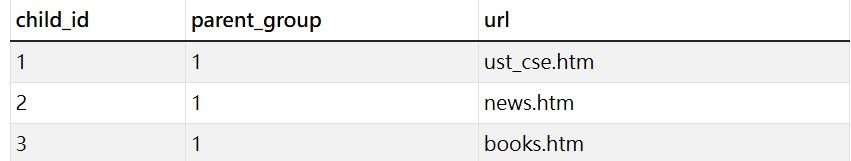 child_id parent_group url
1 1 ust_cse.htm
2 1 news.htm
3 1 books.htm